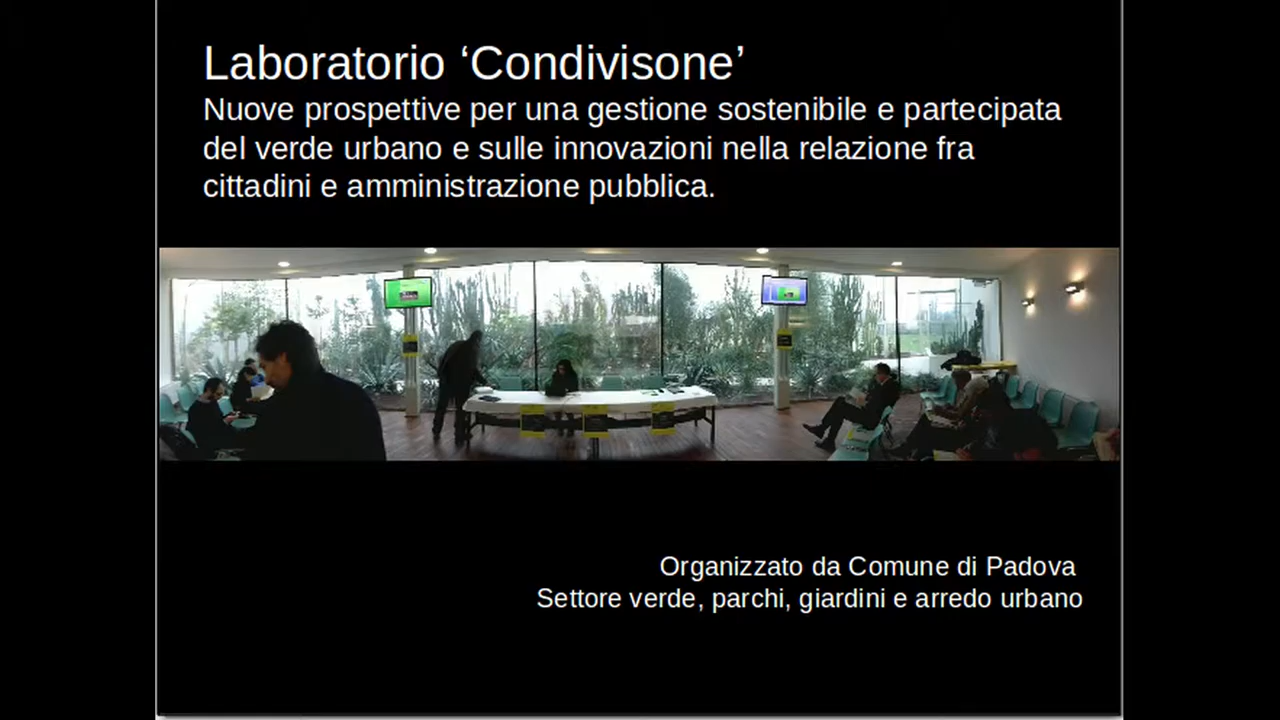 Laboratorio ‘Condivisone’
Nuove prospettive per una gestione sostenibile e partecipata
del verde urbano e sulle innovazioni nella relazione fra
cittadini e amministrazione pubblica.
Organizzato da Comune di Padova
Settore verde, parchi, giardini e arredo urbano